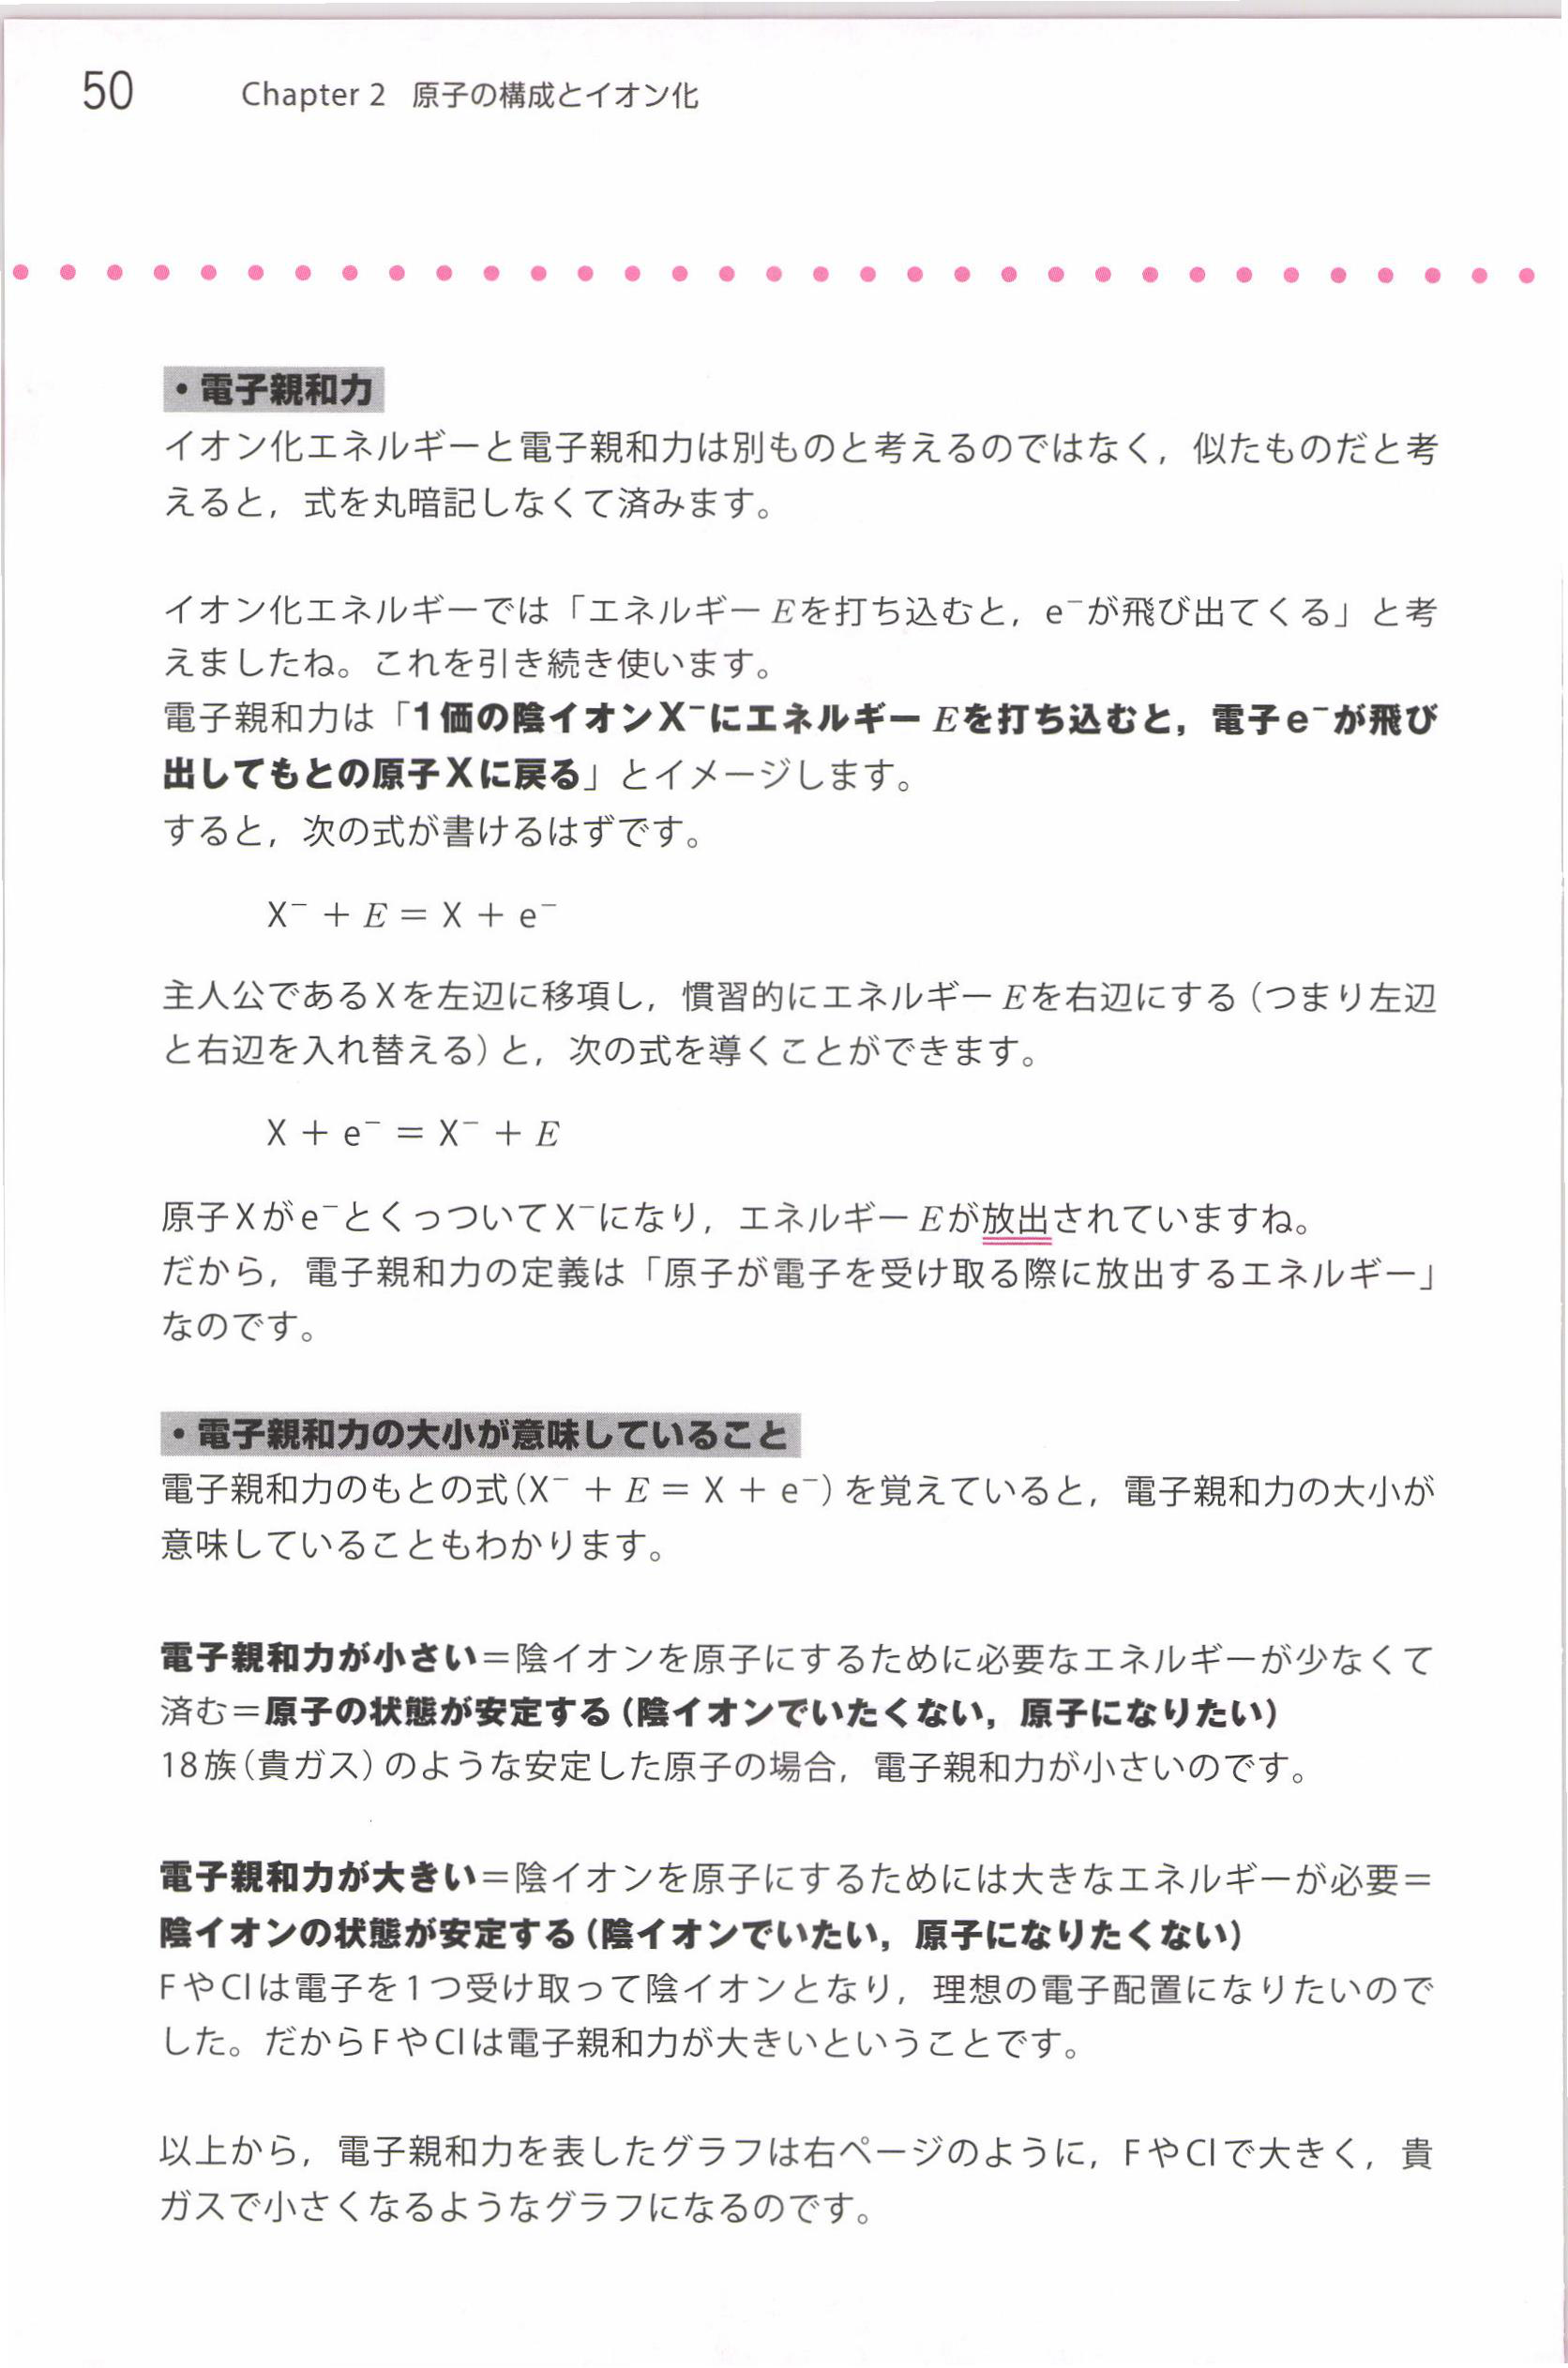 50
Chapter 2 原子の構成とイオン化
・電子親和力
イオン化エネルギーと電子親和力は別ものと考えるのではなく，似たものだと考
えると，式を丸暗記しなくて済みます。
イオン化エネルギーでは「エネルギーEを打ち込むと，e⁻が飛び出てくる」と考
えましたね。これを引き続き使います。
電子親和力は「1価の陰イオンX⁻にエネルギーEを打ち込むと，電子e⁻が飛び
出してもとの原子Xに戻る」とイメージします。
すると，次の式が書けるはずです。
X⁻ + E = X + e⁻
主人公であるXを左辺に移項し，慣習的にエネルギーEを右辺にする（つまり左辺
と右辺を入れ替える）と，次の式を導くことができます。
X + e⁻ = X⁻ + E
原子Xがe⁻とくっついてX⁻になり，エネルギーEが放出されていますね。
だから，電子親和力の定義は「原子が電子を受け取る際に放出するエネルギー」
なのです。
・電子親和力の大小が意味していること
電子親和力のもとの式（X⁻ + E = X + e⁻）を覚えていると，電子親和力の大小が
意味していることもわかります。
電子親和力が小さい＝陰イオンを原子にするために必要なエネルギーが少なくて
済む＝原子の状態が安定する（陰イオンでいたくない，原子になりたい）
18族（貴ガス）のような安定した原子の場合，電子親和力が小さいのです。
電子親和力が大きい＝陰イオンを原子にするためには大きなエネルギーが必要＝
陰イオンの状態が安定する（陰イオンでいたい，原子になりたくない）
FやClは電子を1つ受け取って陰イオンとなり，理想の電子配置になりたいので
した。だからFやClは電子親和力が大きいということです。
以上から，電子親和力を表したグラフは右ページのように，FやClで大きく，貴
ガスで小さくなるようなグラフになるのです。